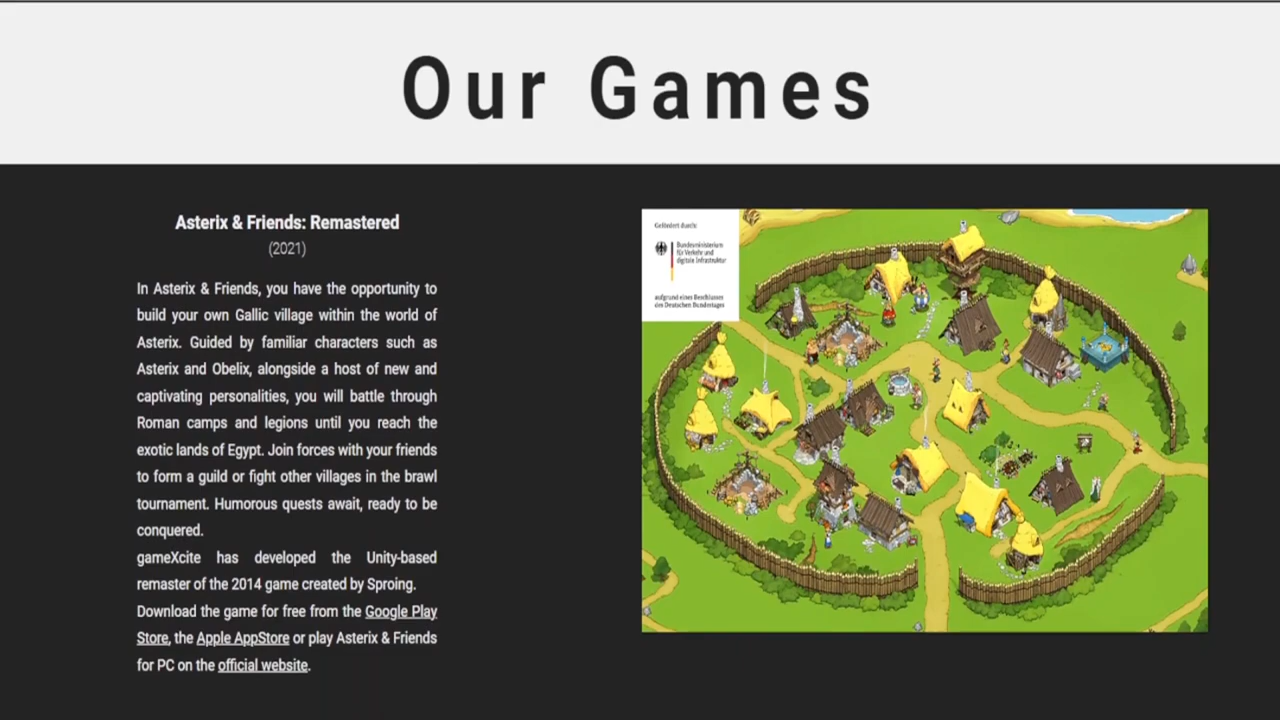 Our Games
Asterix & Friends: Remastered
(2021)
In Asterix & Friends, you have the opportunity to
build your own Gallic village within the world of
Asterix. Guided by familiar characters such as
Asterix and Obelix, alongside a host of new and
captivating personalities, you will battle through
Roman camps and legions until you reach the
exotic lands of Egypt. Join forces with your friends
to form a guild or fight other villages in the brawl
tournament. Humorous quests await, ready to be
conquered.
gameXcite has developed the Unity-based
remaster of the 2014 game created by Sproing.
Download the game for free from the Google Play
Store, the Apple AppStore or play Asterix & Friends
for PC on the official website.
Gefördert durch:
Bundesministerium
für Verkehr und
digitale Infrastruktur
aufgrund eines Beschlusses
des Deutschen Bundestages